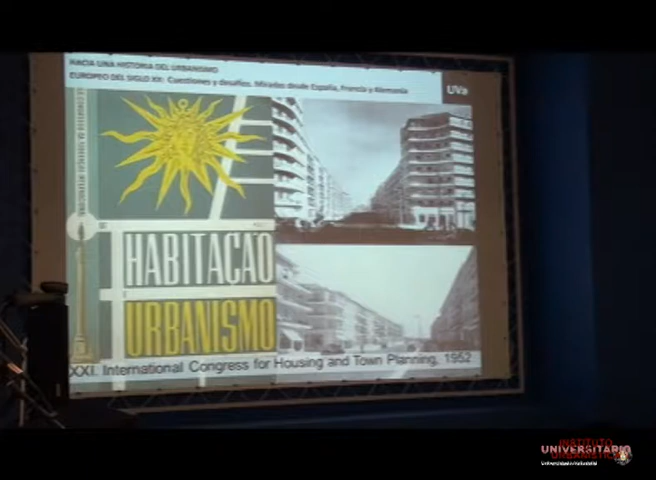 HACIA UNA HISTORIA DEL URBANISMO
EUROPEO DEL SIGLO XX: Cuestiones y desafíos. Miradas desde España, Francia y Alemania
UVa
HABITAÇÃO
URBANISMO
XXI. International Congress for Housing and Town Planning, 1952
INSTITUTO
UNIVERSITARIO